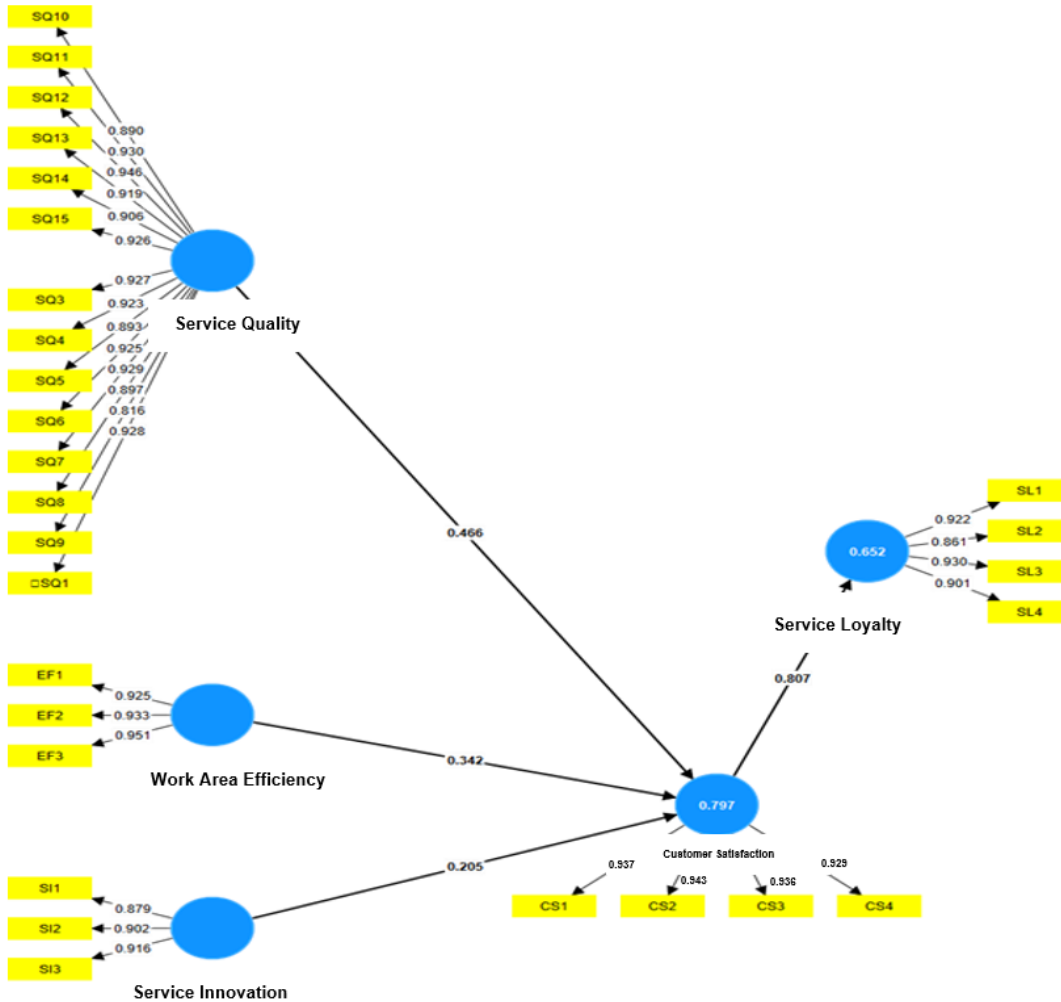 SQ10
SQ11
SQ12
SQ13
SQ14
SQ15
0.890
0.930
0.946
0.919
0.906
0.926
SQ3
SQ4
SQ5
SQ6
SQ7
SQ8
SQ9
□SQ1
0.927
0.923
0.893
0.925
0.929
0.897
0.816
0.928
Service Quality
0.466
EF1
EF2
EF3
0.925
0.933
0.951
Work Area Efficiency
0.342
SI1
SI2
SI3
0.879
0.902
0.916
Service Innovation
0.205
0.797
Customer Satisfaction
0.937
0.943
0.936
0.929
CS1
CS2
CS3
CS4
0.807
0.652
Service Loyalty
0.922
0.861
0.930
0.901
SL1
SL2
SL3
SL4